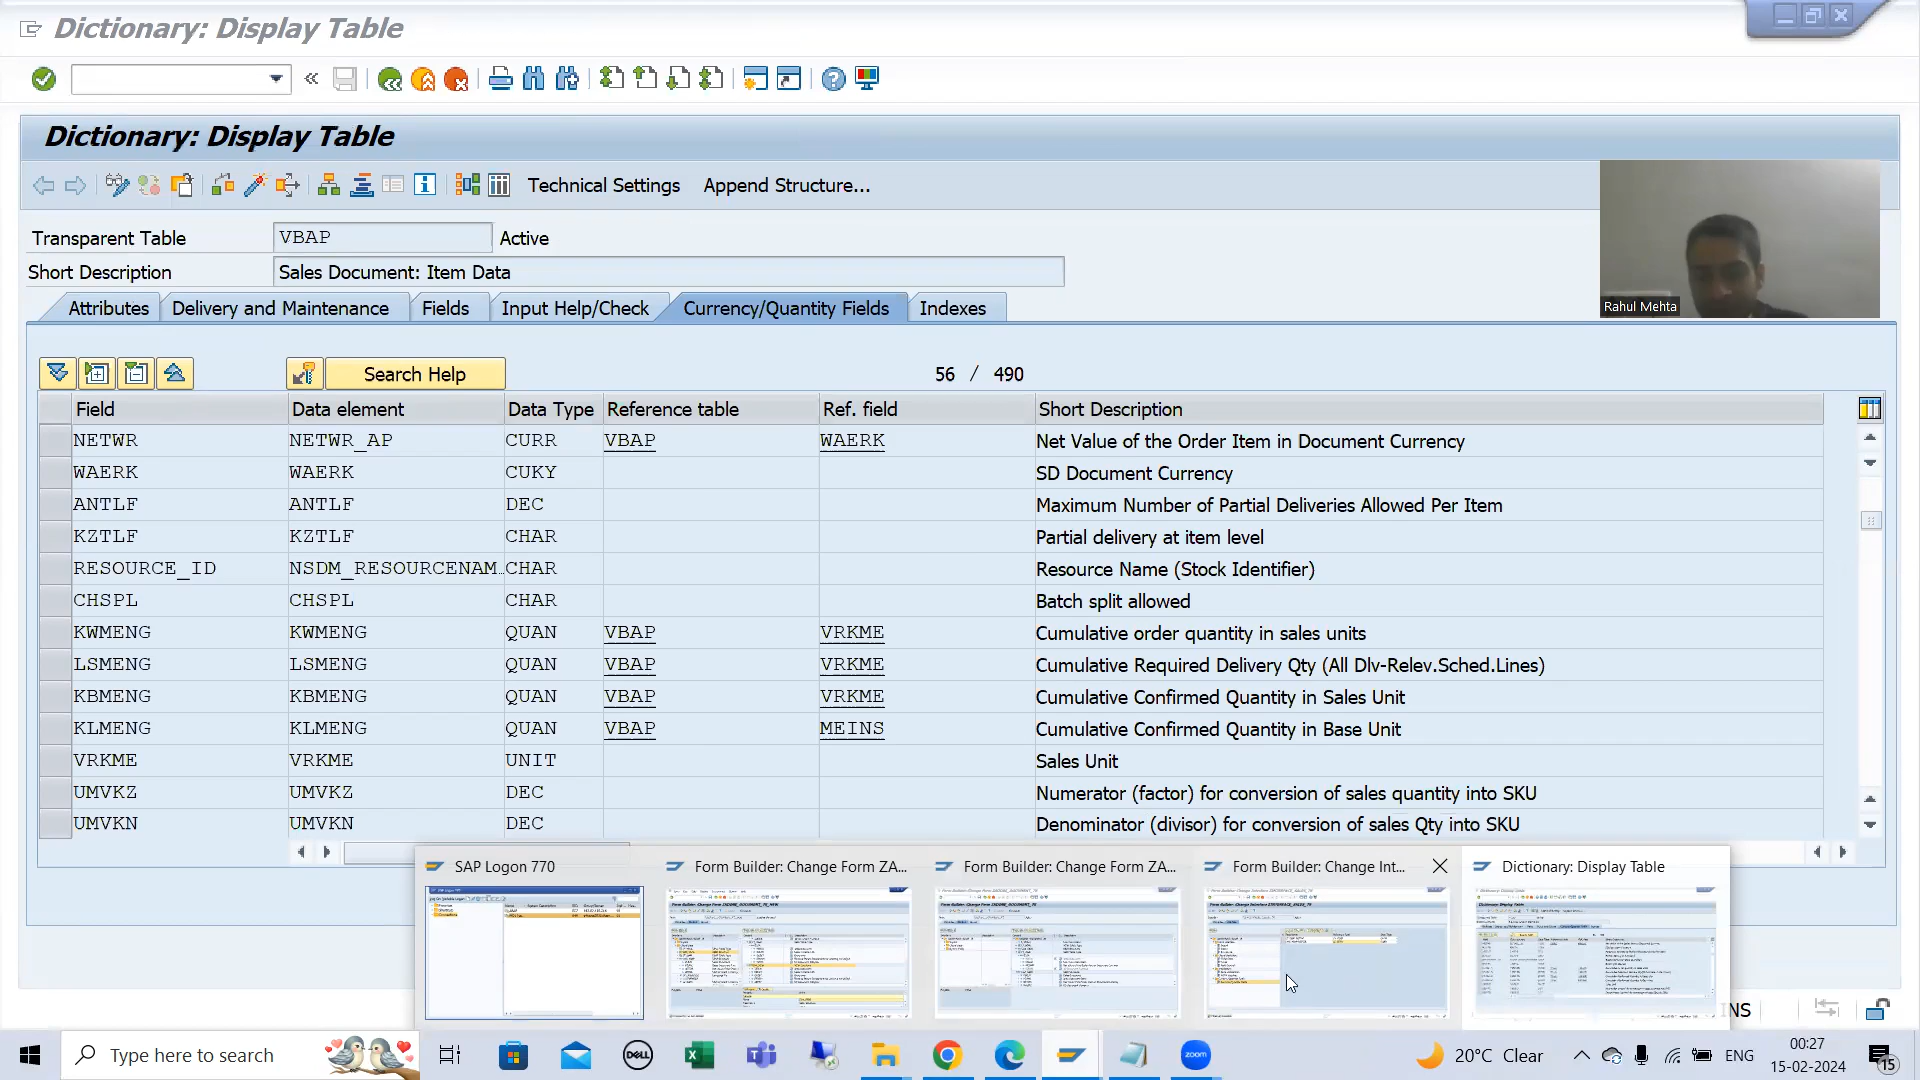 Dictionary: Display Table
Dictionary: Display Table
Technical Settings Append Structure...
Transparent Table VBAP Active
Short Description Sales Document: Item Data
Attributes Delivery and Maintenance Fields Input Help/Check Currency/Quantity Fields Indexes
Rahul Mehta
Search Help 56 / 490
Field Data element Data Type Reference table Ref. field Short Description
NETWR NETWR_AP CURR VBAP WAERK Net Value of the Order Item in Document Currency
WAERK WAERK CUKY SD Document Currency
ANTLF ANTLF DEC Maximum Number of Partial Deliveries Allowed Per Item
KZTLF KZTLF CHAR Partial delivery at item level
RESOURCE_ID NSDM_RESOURCENAM… CHAR Resource Name (Stock Identifier)
CHSPL CHSPL CHAR Batch split allowed
KWMENG KWMENG QUAN VBAP VRKME Cumulative order quantity in sales units
LSMENG LSMENG QUAN VBAP VRKME Cumulative Required Delivery Qty (All Dlv-Relev.Sched.Lines)
KBMENG KBMENG QUAN VBAP VRKME Cumulative Confirmed Quantity in Sales Unit
KLMENG KLMENG QUAN VBAP MEINS Cumulative Confirmed Quantity in Base Unit
VRKME VRKME UNIT Sales Unit
UMVKZ UMVKZ DEC Numerator (factor) for conversion of sales quantity into SKU
UMVKN UMVKN DEC Denominator (divisor) for conversion of sales Qty into SKU
SAP Logon 770 Form Builder: Change Form ZA... Form Builder: Change Form ZA... Form Builder: Change Int... Dictionary: Display Table
INS
Type here to search DELL zoom 20°C Clear ENG 00:27
15-02-2024 15